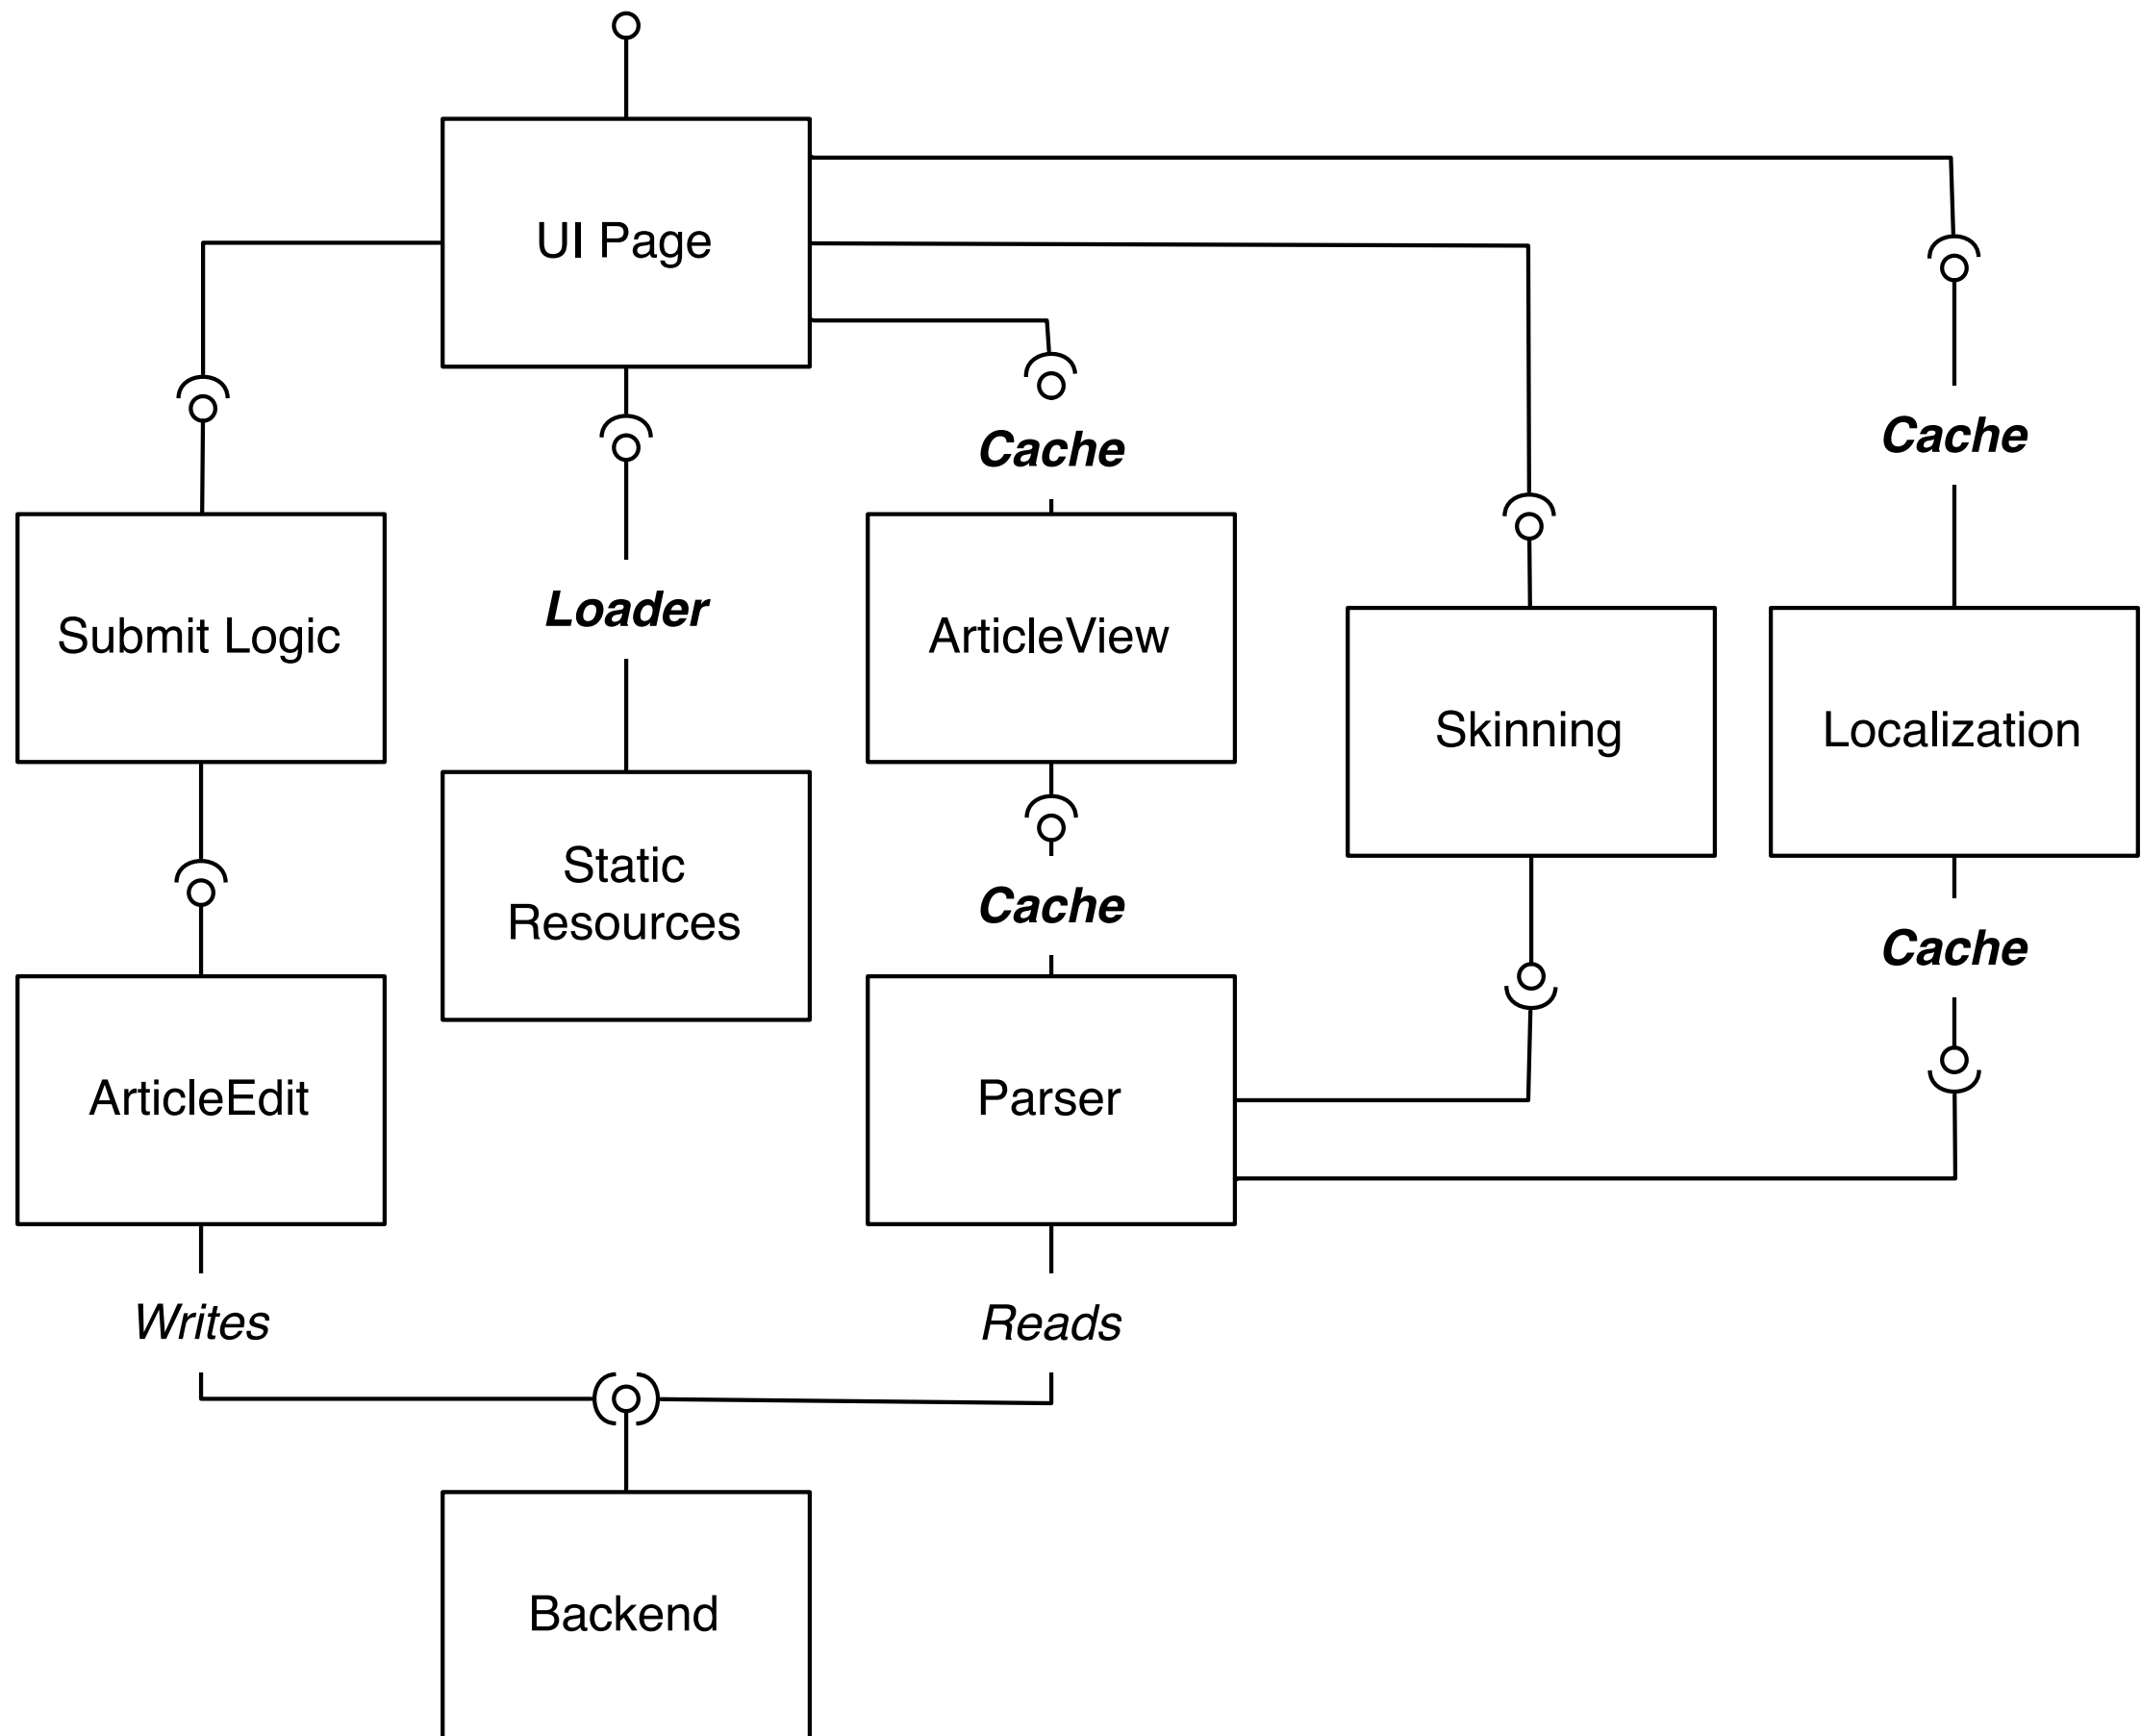 UI Page
Cache
Cache
Submit Logic
Loader
ArticleView
Skinning
Localization
Static
Resources
Cache
Cache
ArticleEdit
Parser
Writes
Reads
Backend